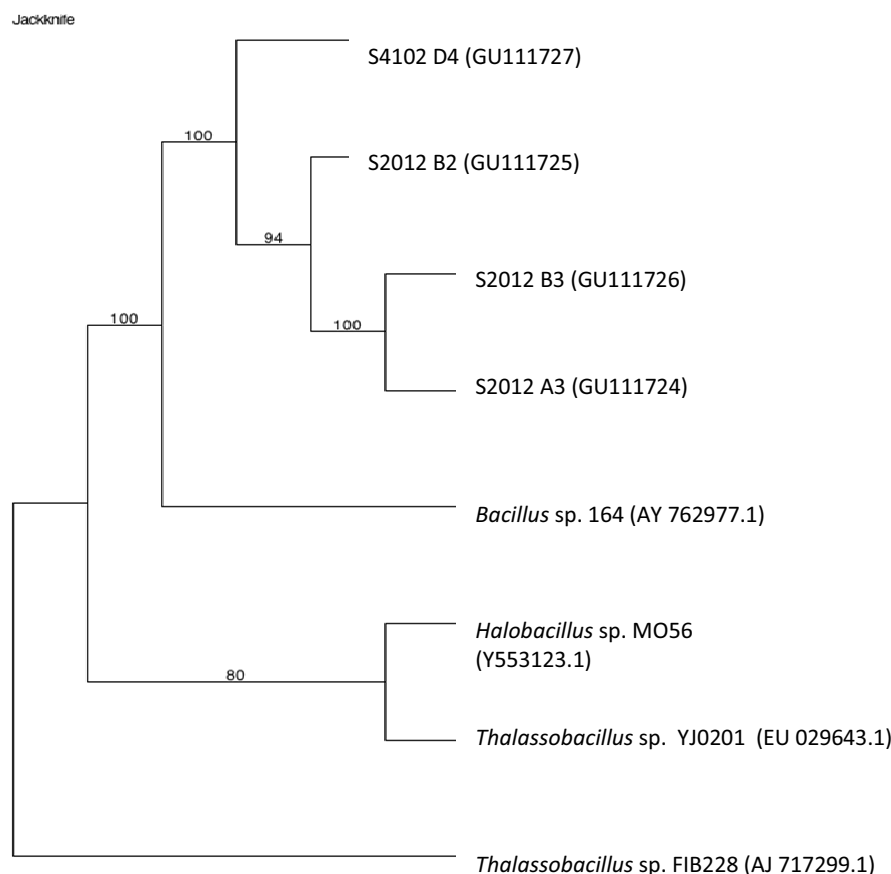 Jackknife
S4102 D4 (GU111727)
100
S2012 B2 (GU111725)
94
S2012 B3 (GU111726)
100
100
S2012 A3 (GU111724)
Bacillus sp. 164 (AY 762977.1)
Halobacillus sp. MO56
(Y553123.1)
80
Thalassobacillus sp. YJ0201 (EU 029643.1)
Thalassobacillus sp. FIB228 (AJ 717299.1)